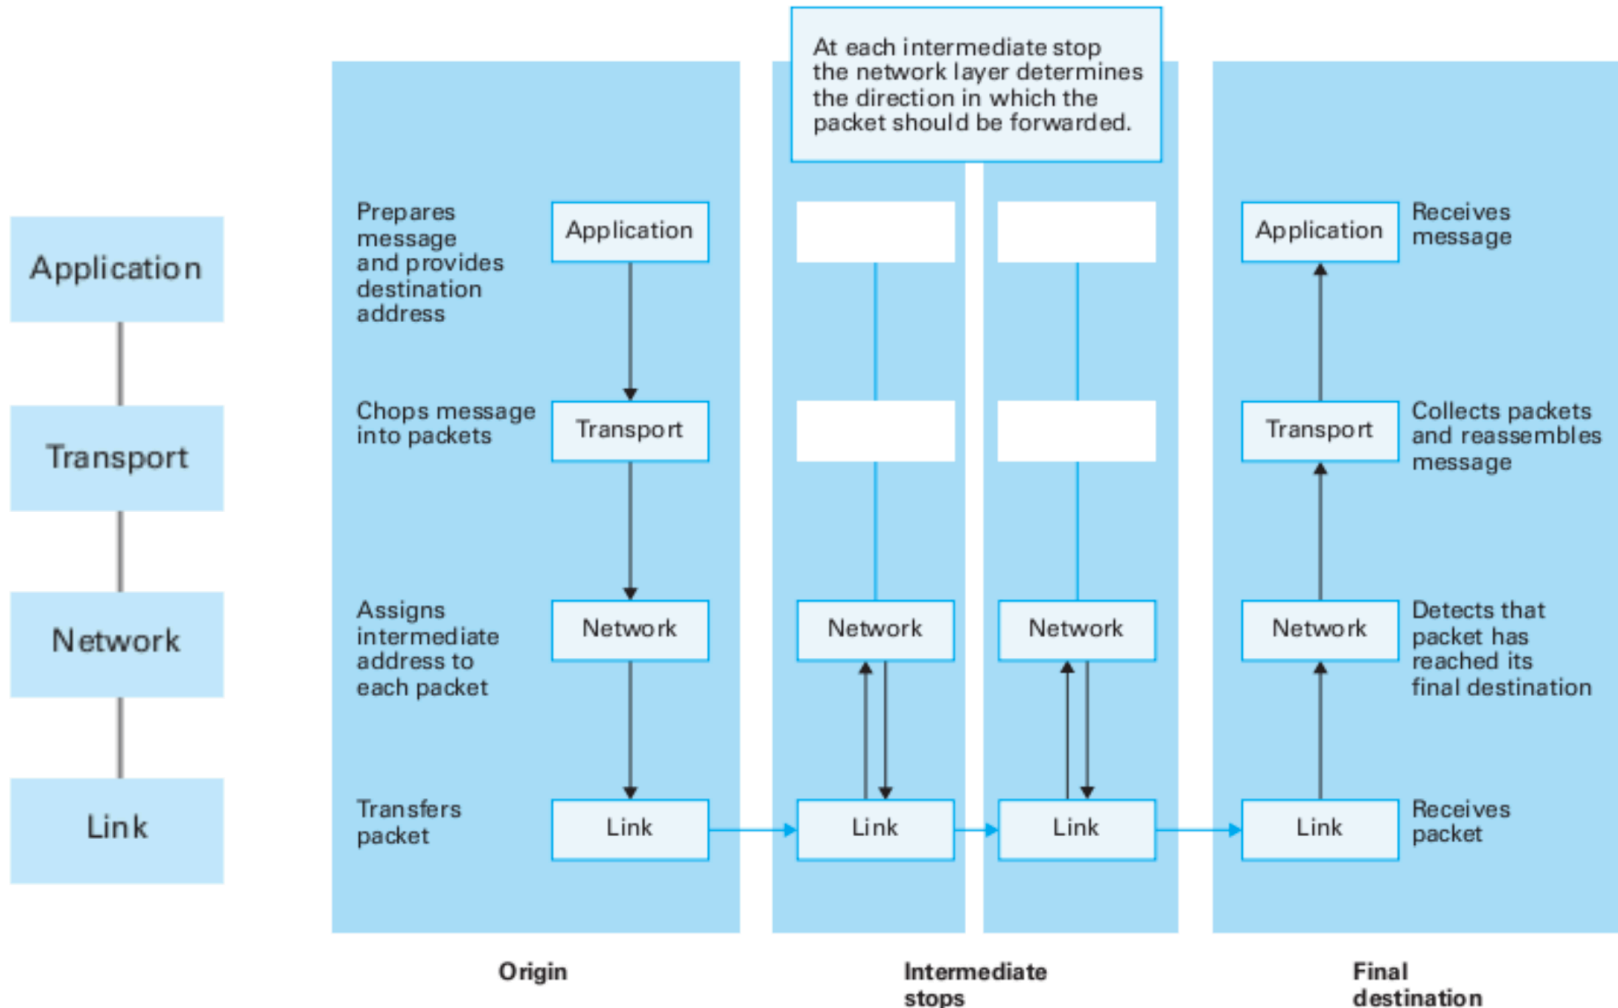 At each intermediate stop
the network layer determines
the direction in which the
packet should be forwarded.
Application
Transport
Network
Link
Prepares
message
and provides
destination
address
Application
Chops message
into packets
Transport
Assigns
intermediate
address to
each packet
Network
Transfers
packet
Link
Network
Link
Network
Link
Application
Receives
message
Transport
Collects packets
and reassembles
message
Network
Detects that
packet has
reached its
final destination
Link
Receives
packet
Origin
Intermediate
stops
Final
destination